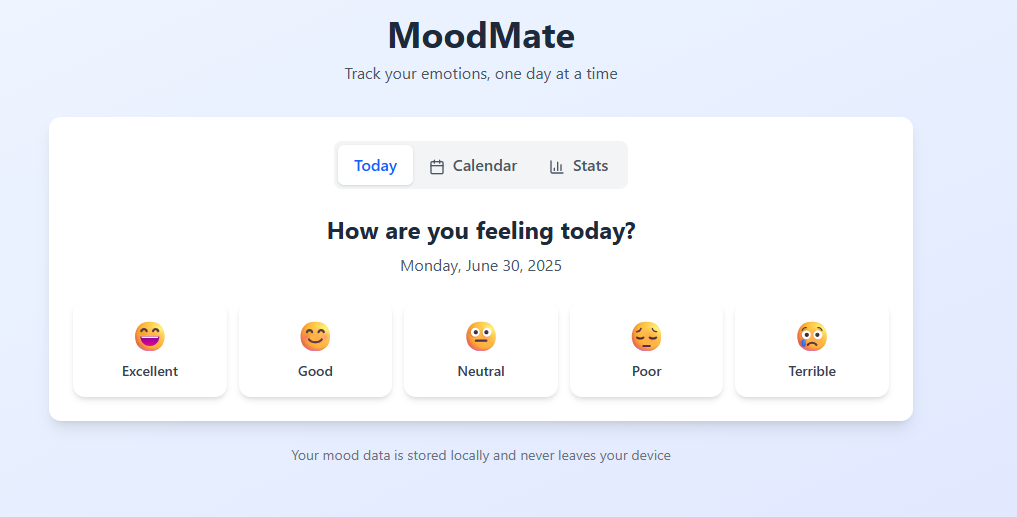 MoodMate
Track your emotions, one day at a time
Today Calendar Stats
How are you feeling today?
Monday, June 30, 2025
Excellent Good Neutral Poor Terrible
Your mood data is stored locally and never leaves your device